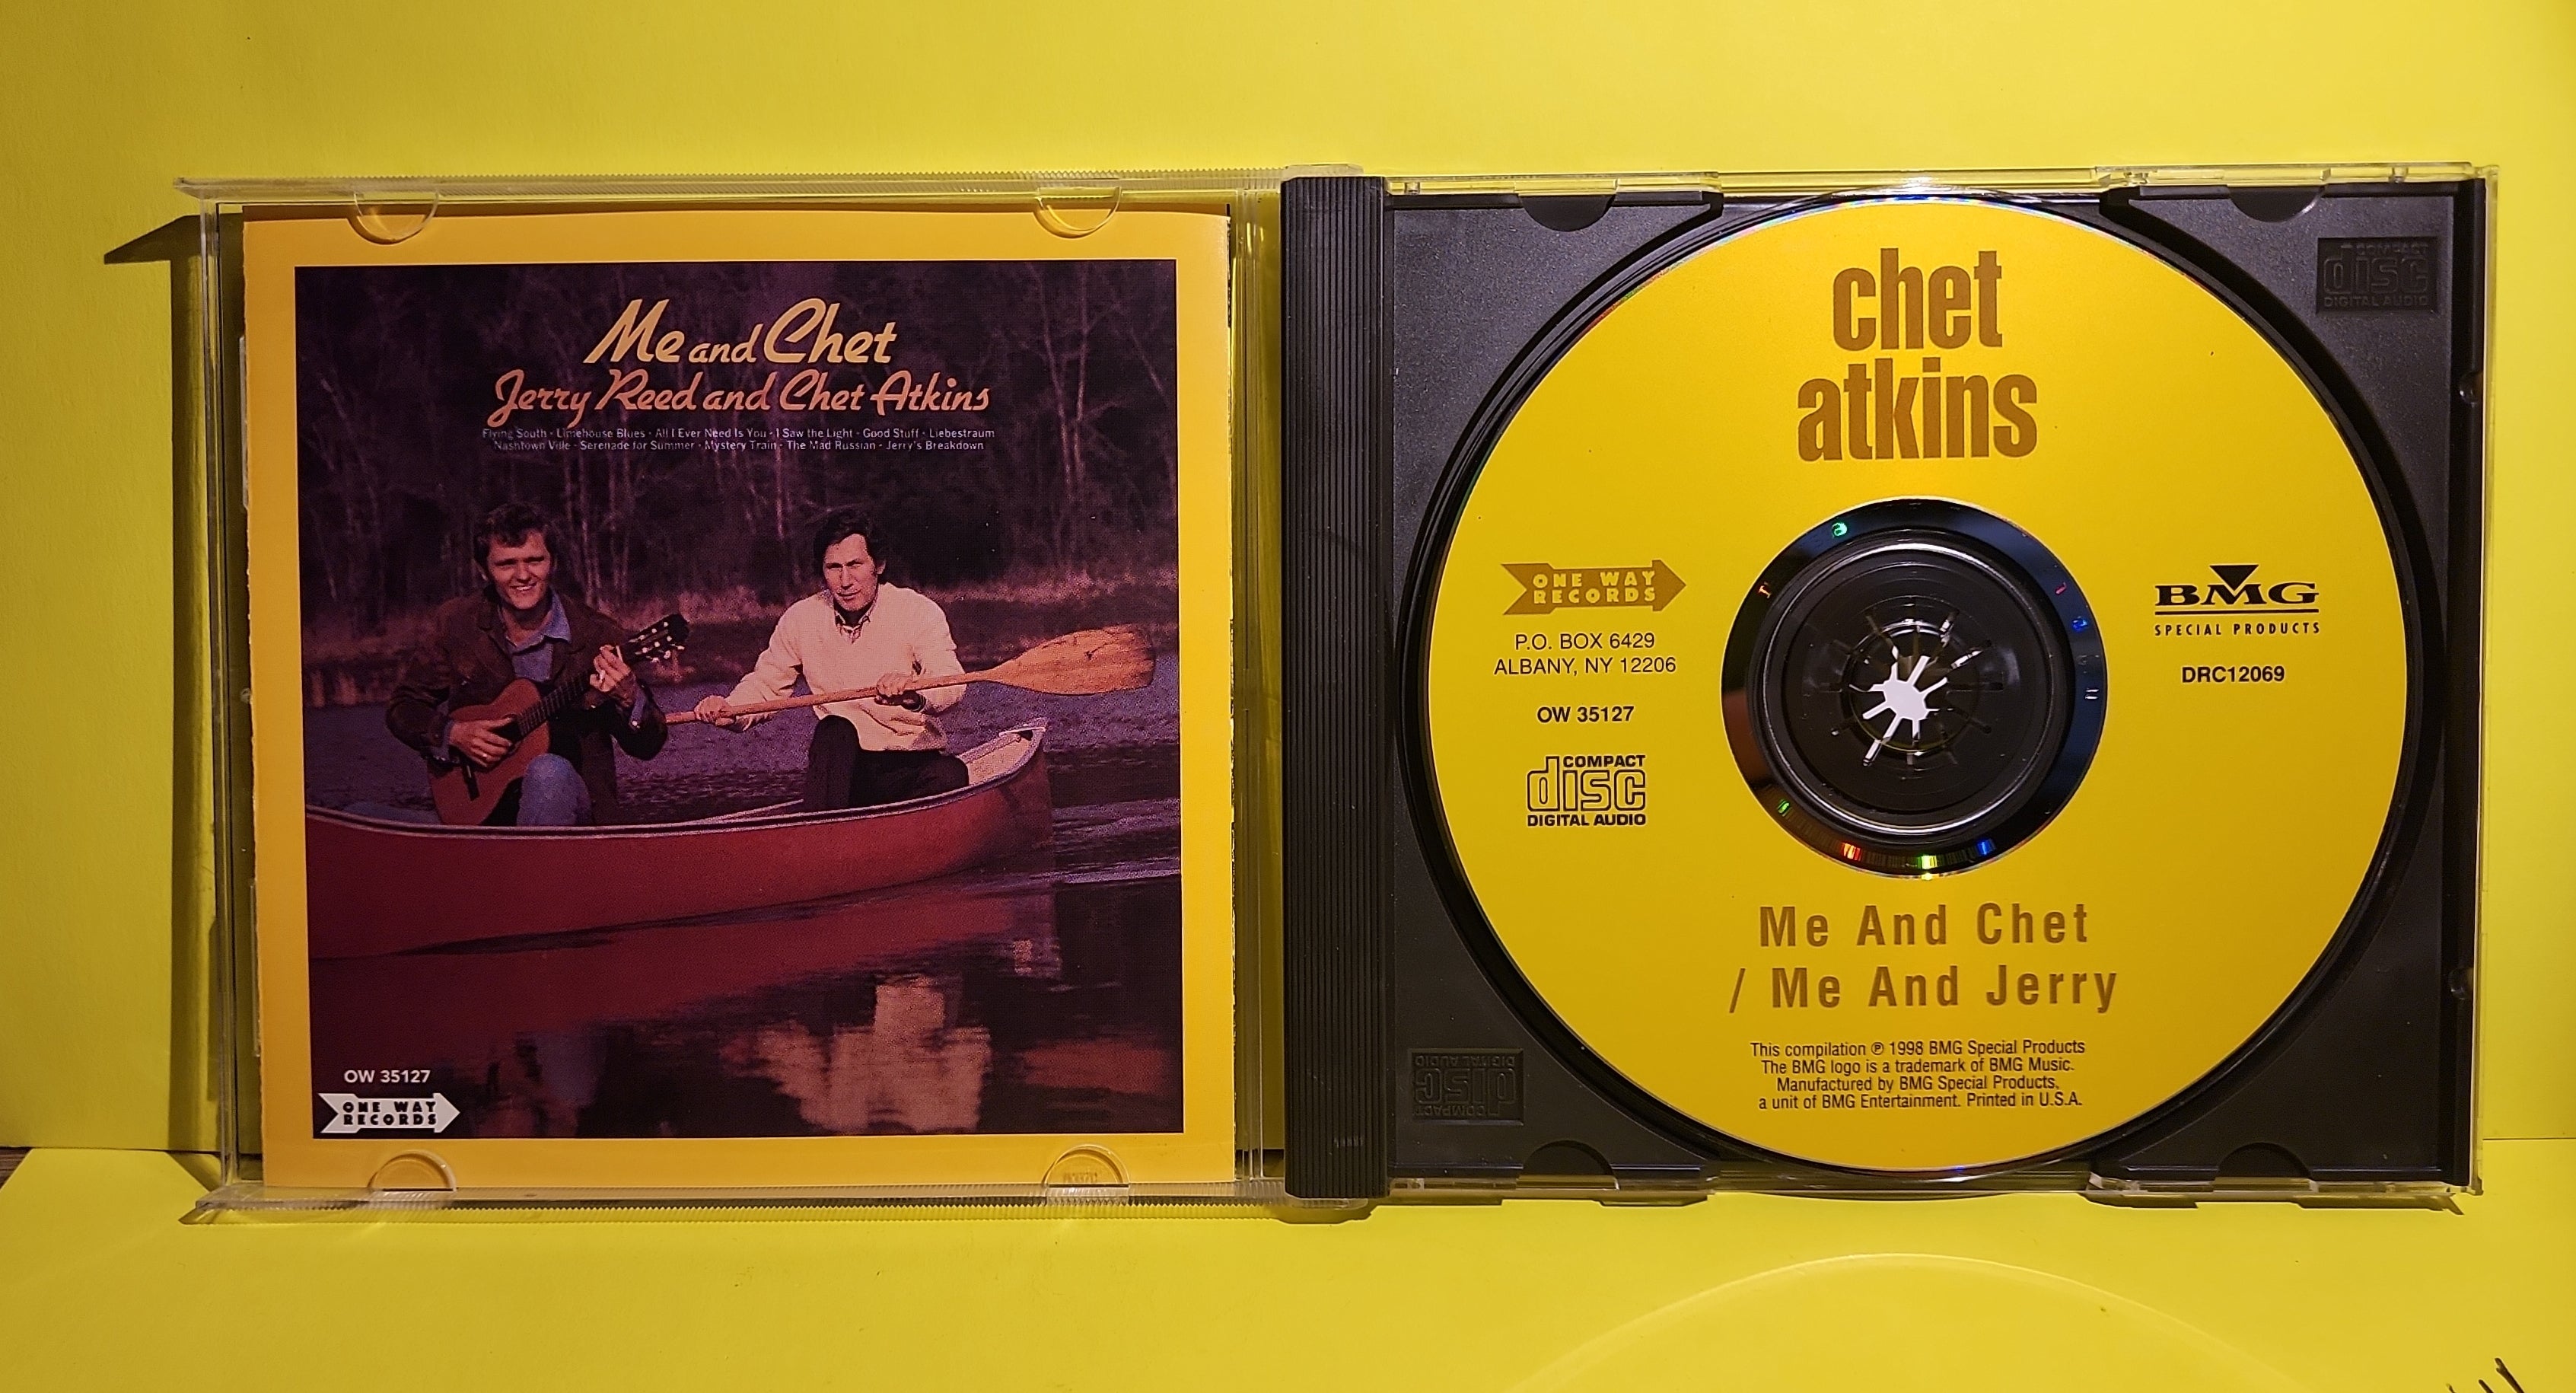 Me and Chet
Jerry Reed and Chet Atkins
Flying South - Limehouse Blues - All I Ever Need Is You - I Saw the Light - Good Stuff - Liebestraum
Nashtown Ville - Serenade for Summer - Mystery Train - The Mad Russian - Jerry's Breakdown
OW 35127
ONE WAY
RECORDS
chet
atkins
ONE WAY
RECORDS
P.O. BOX 6429
ALBANY, NY 12206
OW 35127
COMPACT
disc
DIGITAL AUDIO
BMG
SPECIAL PRODUCTS
DRC12069
Me And Chet
/ Me And Jerry
This compilation ℗ 1998 BMG Special Products
The BMG logo is a trademark of BMG Music.
Manufactured by BMG Special Products,
a unit of BMG Entertainment. Printed in U.S.A.
COMPACT
disc
DIGITAL AUDIO
COMPACT
disc
DIGITAL AUDIO